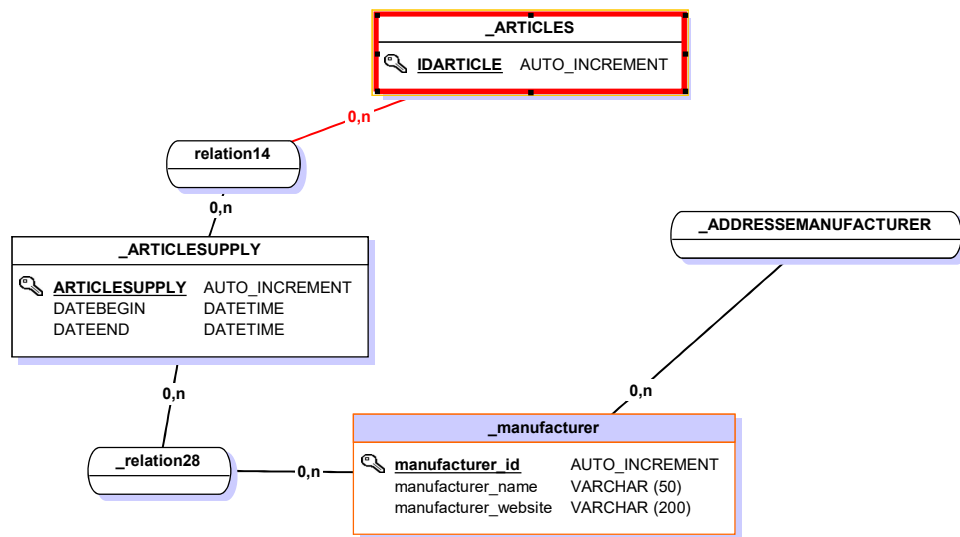 _ARTICLES
IDARTICLE AUTO_INCREMENT
0,n
relation14
0,n
_ADDRESSEMANUFACTURER
_ARTICLESUPPLY
ARTICLESUPPLY AUTO_INCREMENT
DATEBEGIN DATETIME
DATEEND DATETIME
0,n
0,n
_manufacturer
_relation28
0,n
manufacturer_id AUTO_INCREMENT
manufacturer_name VARCHAR (50)
manufacturer_website VARCHAR (200)